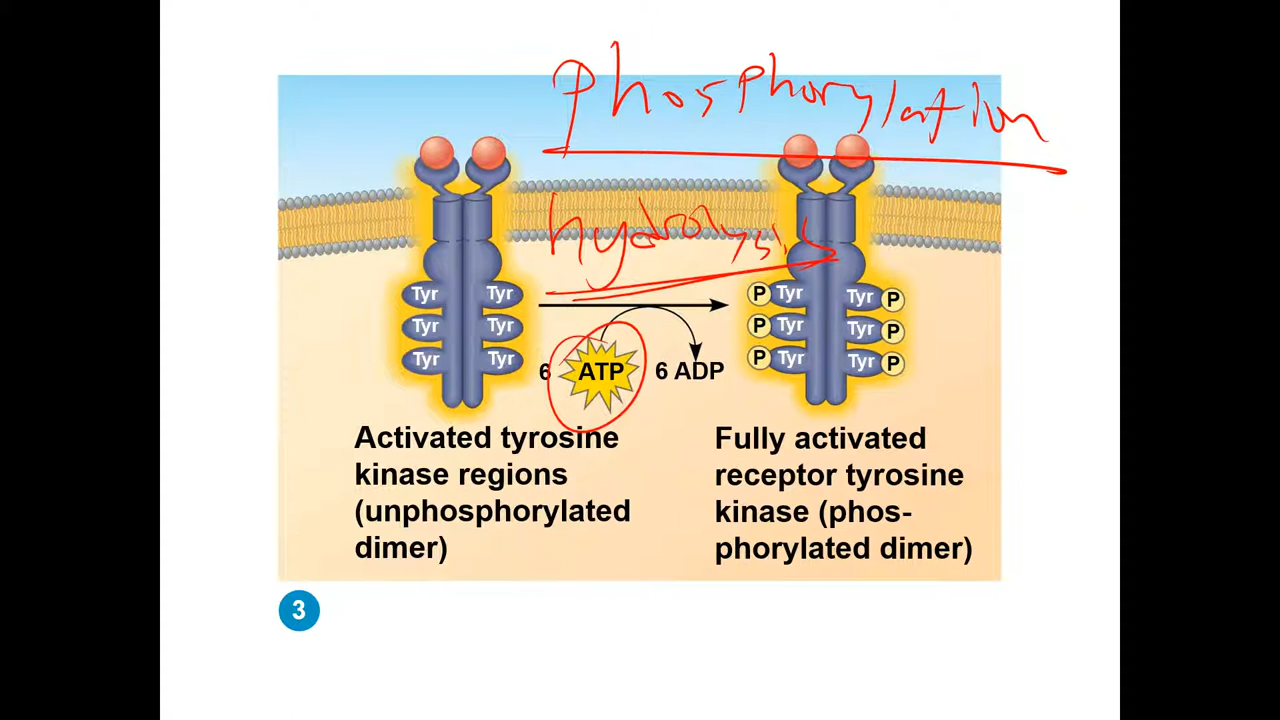 Phosphorylation
hydrolysis
Tyr Tyr
Tyr Tyr
Tyr Tyr
P Tyr Tyr P
P Tyr Tyr P
P Tyr Tyr P
6 ATP 6 ADP
Activated tyrosine
kinase regions
(unphosphorylated
dimer)
Fully activated
receptor tyrosine
kinase (phos-
phorylated dimer)
3